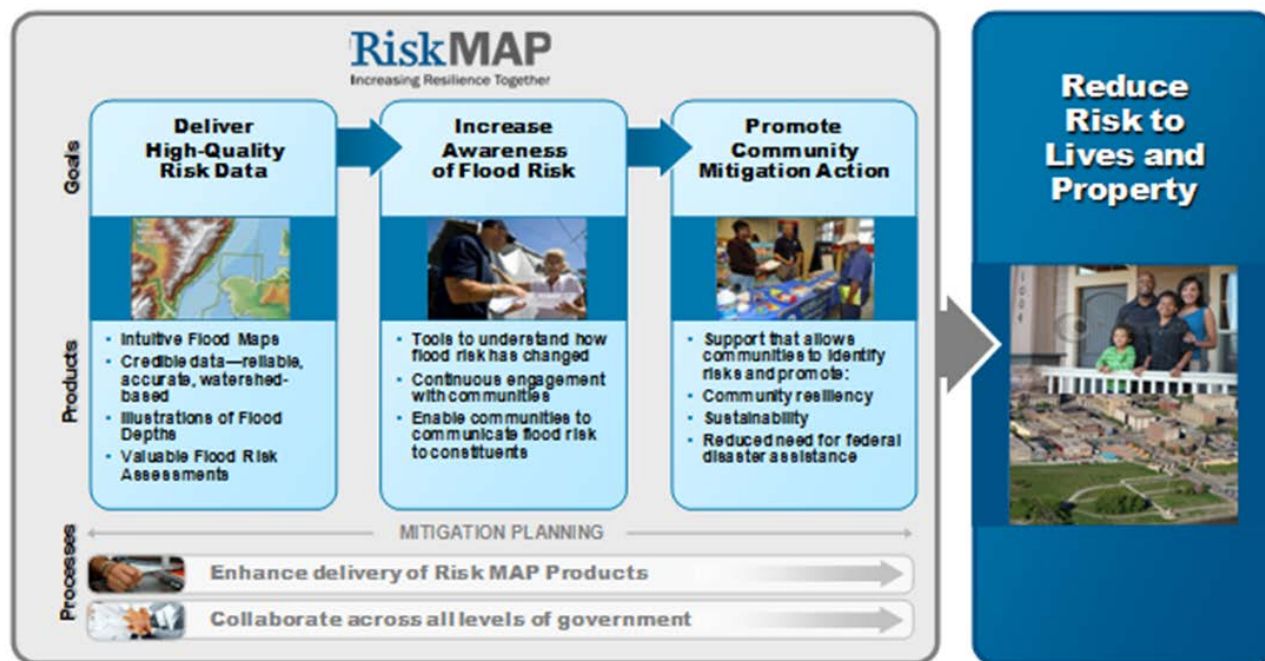 RiskMAP
Increasing Resilience Together
Goals
Deliver
High-Quality
Risk Data
Increase
Awareness
of Flood Risk
Promote
Community
Mitigation Action
Products
• Intuitive Flood Maps
• Credible data—reliable,
accurate, watershed-
based
• Illustrations of Flood
Depths
• Valuable Flood Risk
Assessments
• Tools to understand how
flood risk has changed
• Continuous engagement
with communities
• Enable communities to
communicate flood risk
to constituents
• Support that allows
communities to identify
risks and promote:
• Community resiliency
• Sustainability
• Reduced need for federal
disaster assistance
Processes
MITIGATION PLANNING
Enhance delivery of Risk MAP Products
Collaborate across all levels of government
Reduce
Risk to
Lives and
Property
1004